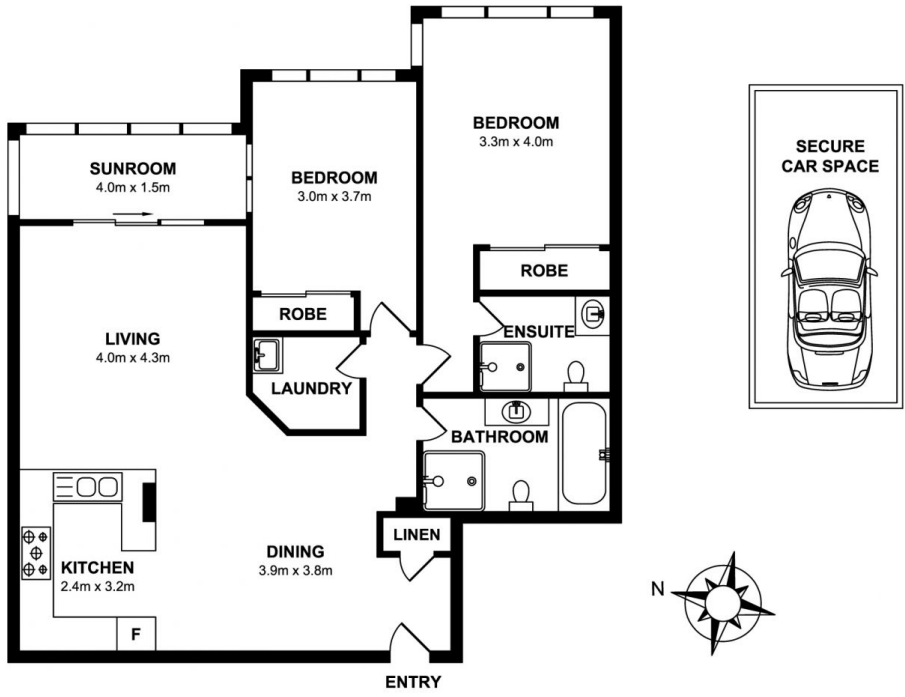 BEDROOM
3.3m x 4.0m
SECURE
CAR SPACE
SUNROOM
4.0m x 1.5m
BEDROOM
3.0m x 3.7m
ROBE
ROBE
ENSUITE
LIVING
4.0m x 4.3m
LAUNDRY
BATHROOM
LINEN
DINING
3.9m x 3.8m
KITCHEN
2.4m x 3.2m
F
N
ENTRY